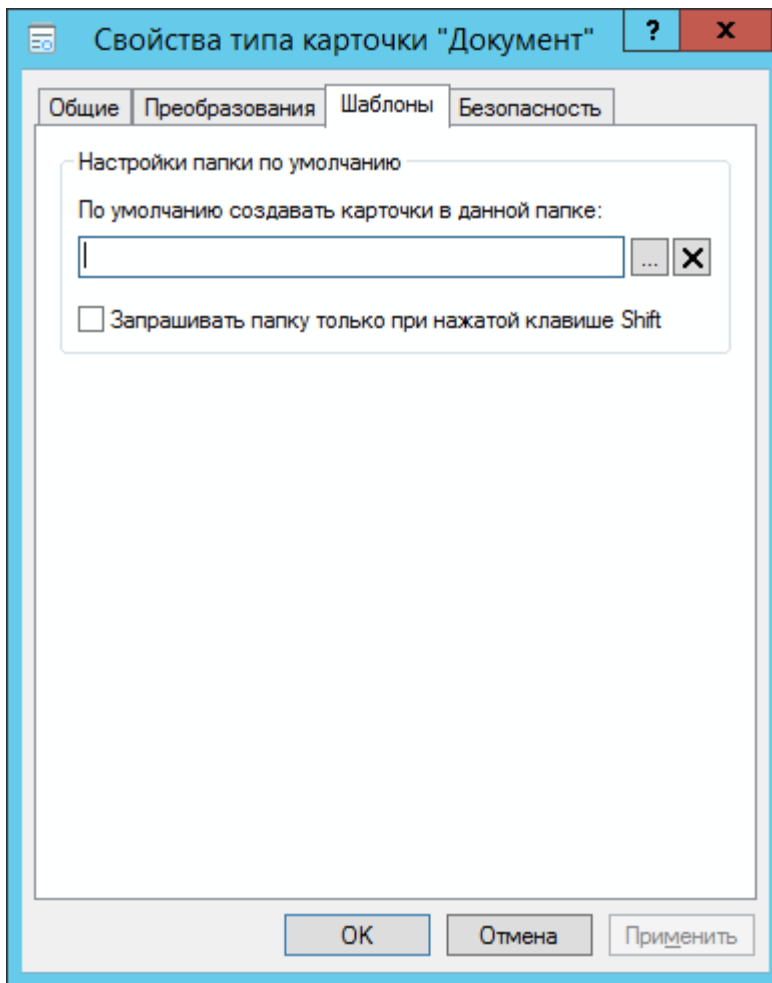 Свойства типа карточки "Документ" ? x
Общие Преобразования Шаблоны Безопасность
Настройки папки по умолчанию
По умолчанию создавать карточки в данной папке:
...
Запрашивать папку только при нажатой клавише Shift
OK Отмена Применить